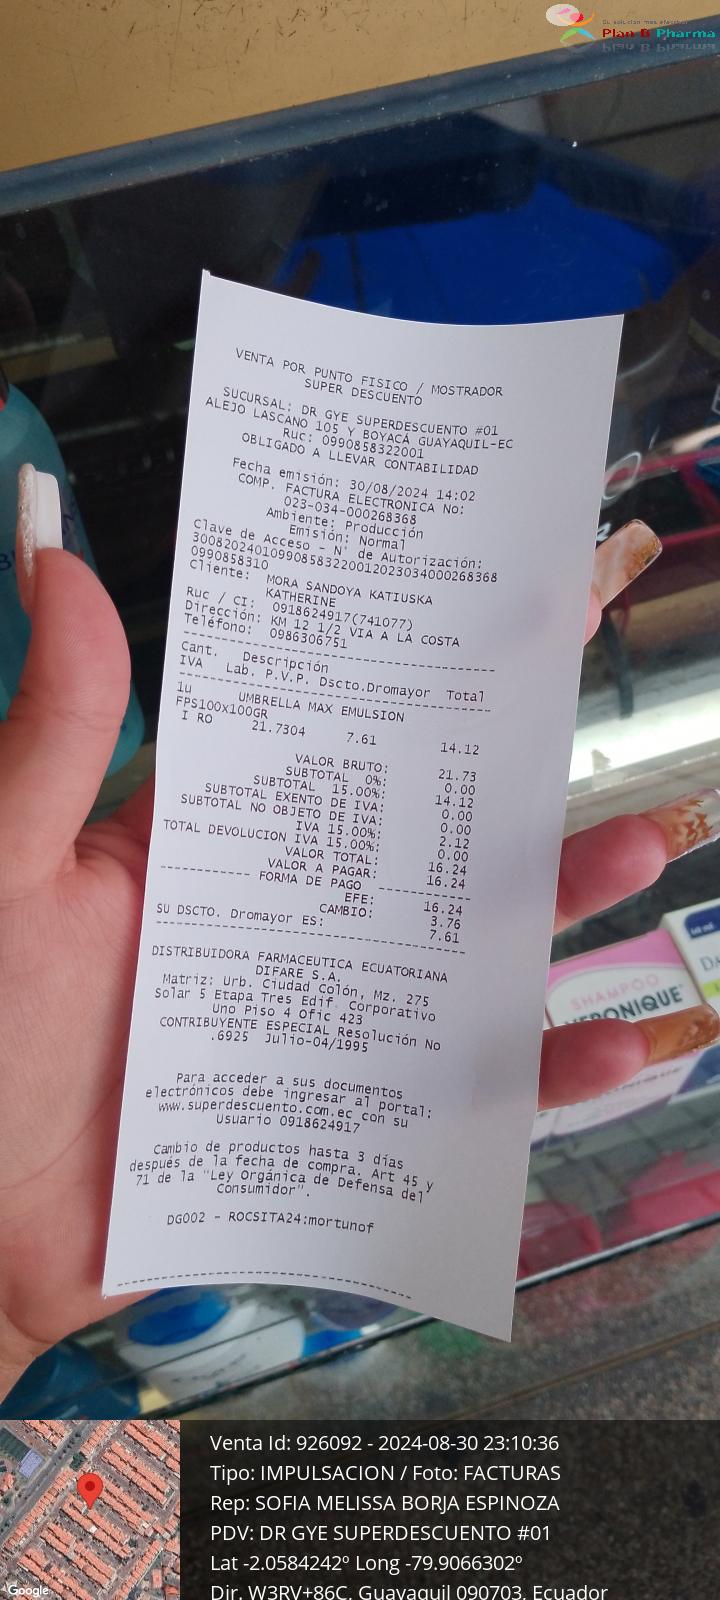 Su solución más efectiva
Plan B Pharma
VENTA POR PUNTO FISICO / MOSTRADOR
SUPER DESCUENTO
SUCURSAL: DR GYE SUPERDESCUENTO #01
ALEJO LASCANO 105 Y BOYACÁ GUAYAQUIL-EC
Ruc: 0990858322001
OBLIGADO A LLEVAR CONTABILIDAD
Fecha emisión: 30/08/2024 14:02
COMP. FACTURA ELECTRONICA No:
023-034-000268368
Ambiente: Producción
Emisión: Normal
Clave de Acceso - N° de Autorización:
300820240109908583220012023034000268368
0990858310
Cliente: MORA SANDOYA KATIUSKA
KATHERINE
Ruc / CI: 0918624917(741077)
Dirección: KM 12 1/2 VIA A LA COSTA
Teléfono: 0986306751
Cant. Descripción
IVA Lab. P.V.P. Dscto.Dromayor Total
1u UMBRELLA MAX EMULSION
FPS100x100GR
I RO 21.7304 7.61 14.12
VALOR BRUTO: 21.73
SUBTOTAL 0%: 0.00
SUBTOTAL 15.00%: 14.12
SUBTOTAL EXENTO DE IVA: 0.00
SUBTOTAL NO OBJETO DE IVA: 0.00
IVA 15.00%: 2.12
TOTAL DEVOLUCION IVA 15.00%: 0.00
VALOR TOTAL: 16.24
VALOR A PAGAR: 16.24
------------ FORMA DE PAGO ------------
EFE: 16.24
CAMBIO: 3.76
SU DSCTO. Dromayor ES: 7.61
DISTRIBUIDORA FARMACEUTICA ECUATORIANA
DIFARE S.A.
Matriz: Urb. Ciudad Colón, Mz. 275
Solar 5 Etapa Tres Edif. Corporativo
Uno Piso 4 Ofic 423
CONTRIBUYENTE ESPECIAL Resolución No
.6925 Julio-04/1995
Para acceder a sus documentos
electrónicos debe ingresar al portal:
www.superdescuento.com.ec con su
Usuario 0918624917
Cambio de productos hasta 3 días
después de la fecha de compra. Art 45 y
71 de la "Ley Orgánica de Defensa del
Consumidor".
DG002 - ROCSITA24:mortunof
SHAMPOO
Google
Venta Id: 926092 - 2024-08-30 23:10:36
Tipo: IMPULSACION / Foto: FACTURAS
Rep: SOFIA MELISSA BORJA ESPINOZA
PDV: DR GYE SUPERDESCUENTO #01
Lat -2.0584242º Long -79.9066302º
Dir. W3RV+86C, Guayaquil 090703, Ecuador